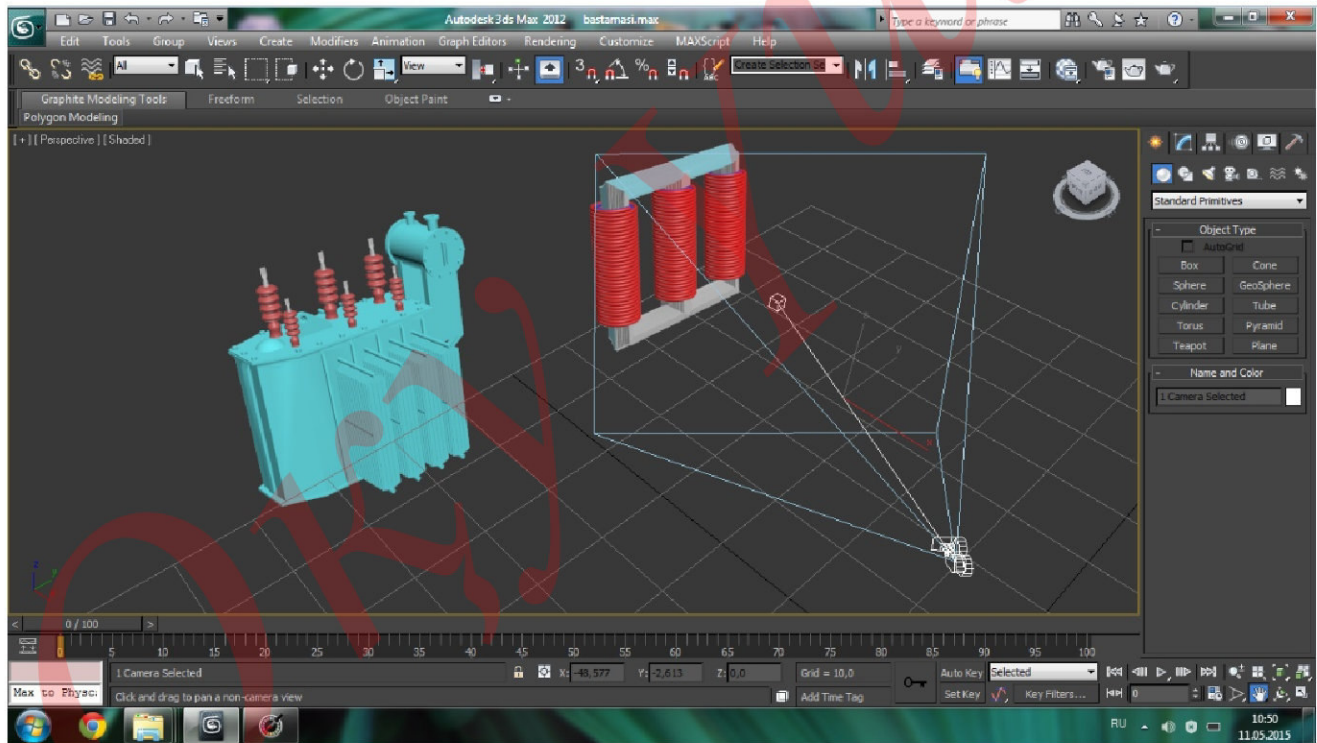 Autodesk 3ds Max 2012 bastamasi.max
Type a keyword or phrase
Edit Tools Group Views Create Modifiers Animation Graph Editors Rendering Customize MAXScript Help
All
View
Create Selection Se
Graphite Modeling Tools Freeform Selection Object Paint
Polygon Modeling
[ + ] [ Perspective ] [ Shaded ]
Standard Primitives
Object Type
AutoGrid
Box Cone
Sphere GeoSphere
Cylinder Tube
Torus Pyramid
Teapot Plane
Name and Color
1 Camera Selected
0 / 100
0 5 10 15 20 25 30 35 40 45 50 55 60 65 70 75 80 85 90 95 100
1 Camera Selected X: -43,577 Y: -2,613 Z: 0,0 Grid = 10,0 Auto Key Selected
Max to Physc: Click and drag to pan a non-camera view Add Time Tag Set Key Key Filters... 0
RU 10:50
11.05.2015